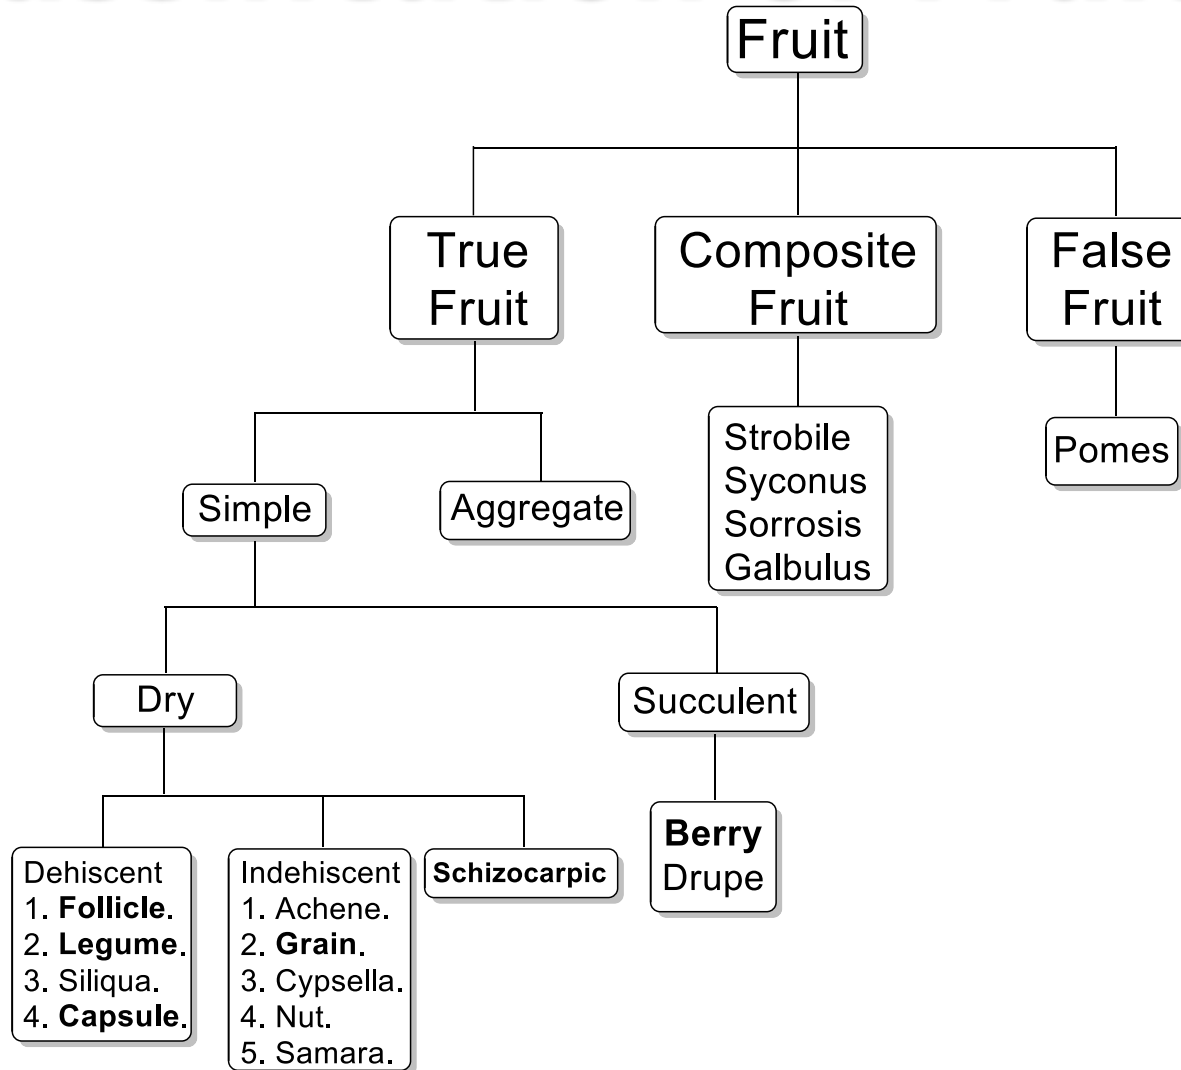 Fruit
True
Fruit
Composite
Fruit
False
Fruit
Strobile
Syconus
Sorrosis
Galbulus
Pomes
Simple
Aggregate
Dry
Succulent
Dehiscent
1. Follicle.
2. Legume.
3. Siliqua.
4. Capsule.
Indehiscent
1. Achene.
2. Grain.
3. Cypsella.
4. Nut.
5. Samara.
Schizocarpic
Berry
Drupe